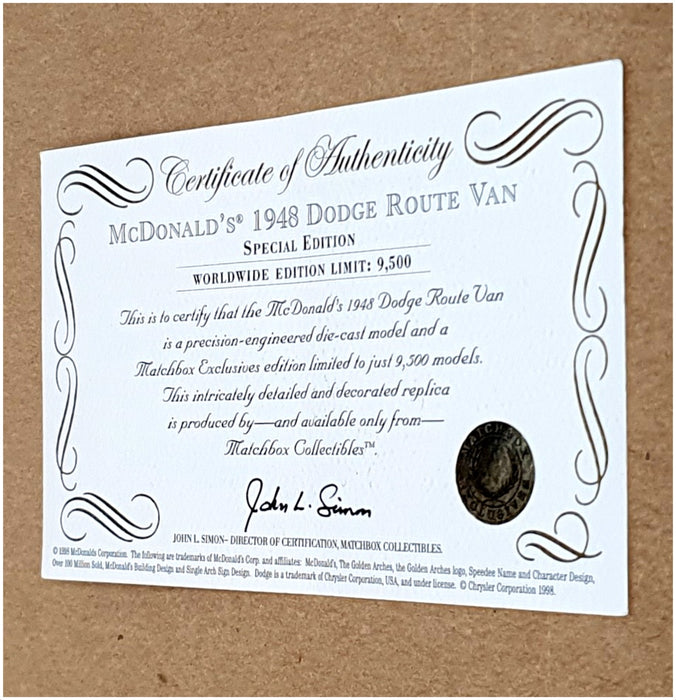 Certificate of Authenticity
McDonald's® 1948 Dodge Route Van
Special Edition
WORLDWIDE EDITION LIMIT: 9,500
This is to certify that the McDonald's 1948 Dodge Route Van
is a precision-engineered die-cast model and a
Matchbox Exclusives edition limited to just 9,500 models.
This intricately detailed and decorated replica
is produced by—and available only from—
Matchbox Collectibles™.
John L. Simon
JOHN L. SIMON- DIRECTOR OF CERTIFICATION, MATCHBOX COLLECTIBLES.
© 1998 McDonalds Corporation. The following are trademarks of McDonald's Corp. and affiliates: McDonald's, The Golden Arches, the Golden Arches logo, Speedee Name and Character Design,
Over 100 Million Sold, McDonald's Building Design and Single Arch Sign Design. Dodge is a trademark of Chrysler Corporation, USA, and under license. © Chrysler Corporation 1998.
MATCHBOX